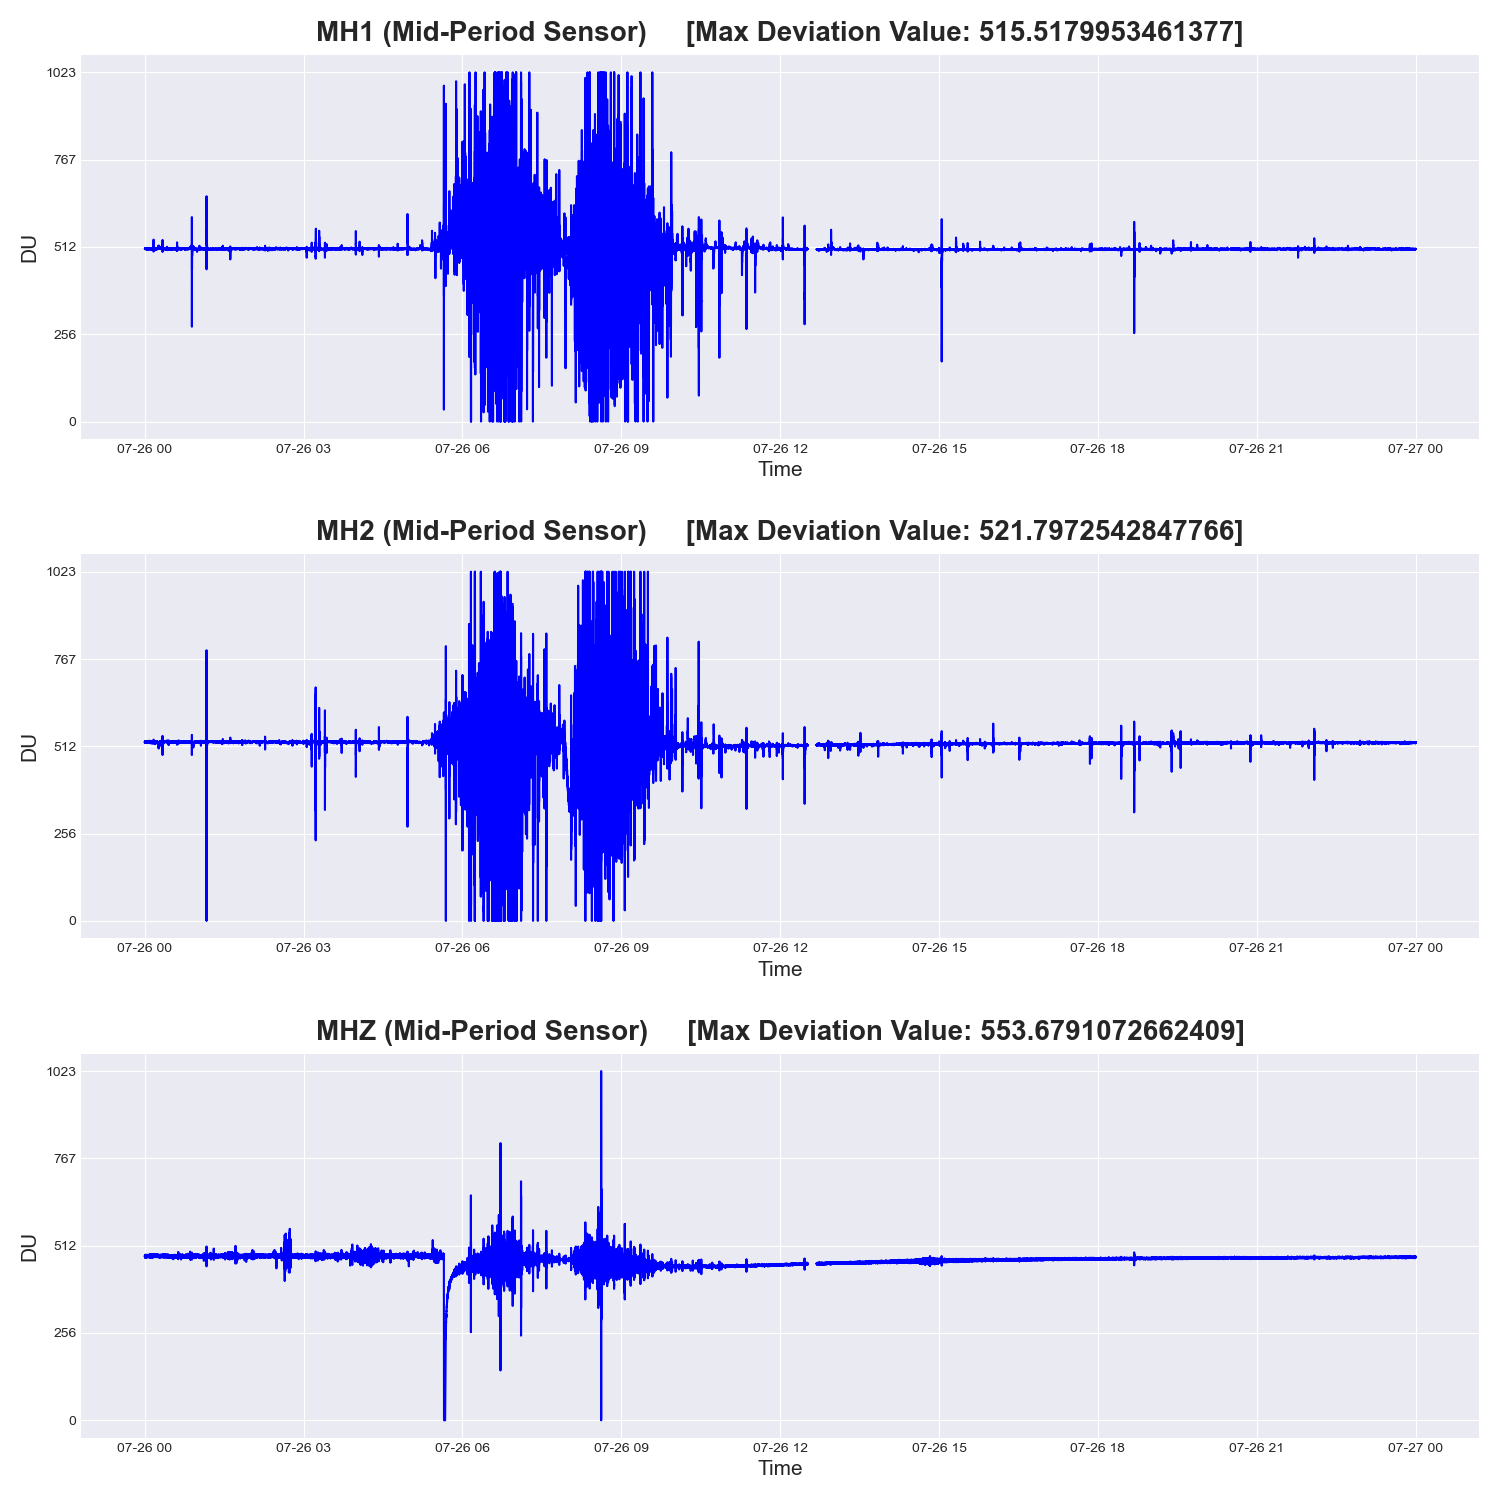 MH1 (Mid-Period Sensor) [Max Deviation Value: 515.5179953461377]
1023
767
512
256
0
DU
07-26 00 07-26 03 07-26 06 07-26 09 07-26 12 07-26 15 07-26 18 07-26 21 07-27 00
Time
MH2 (Mid-Period Sensor) [Max Deviation Value: 521.7972542847766]
1023
767
512
256
0
DU
07-26 00 07-26 03 07-26 06 07-26 09 07-26 12 07-26 15 07-26 18 07-26 21 07-27 00
Time
MHZ (Mid-Period Sensor) [Max Deviation Value: 553.6791072662409]
1023
767
512
256
0
DU
07-26 00 07-26 03 07-26 06 07-26 09 07-26 12 07-26 15 07-26 18 07-26 21 07-27 00
Time